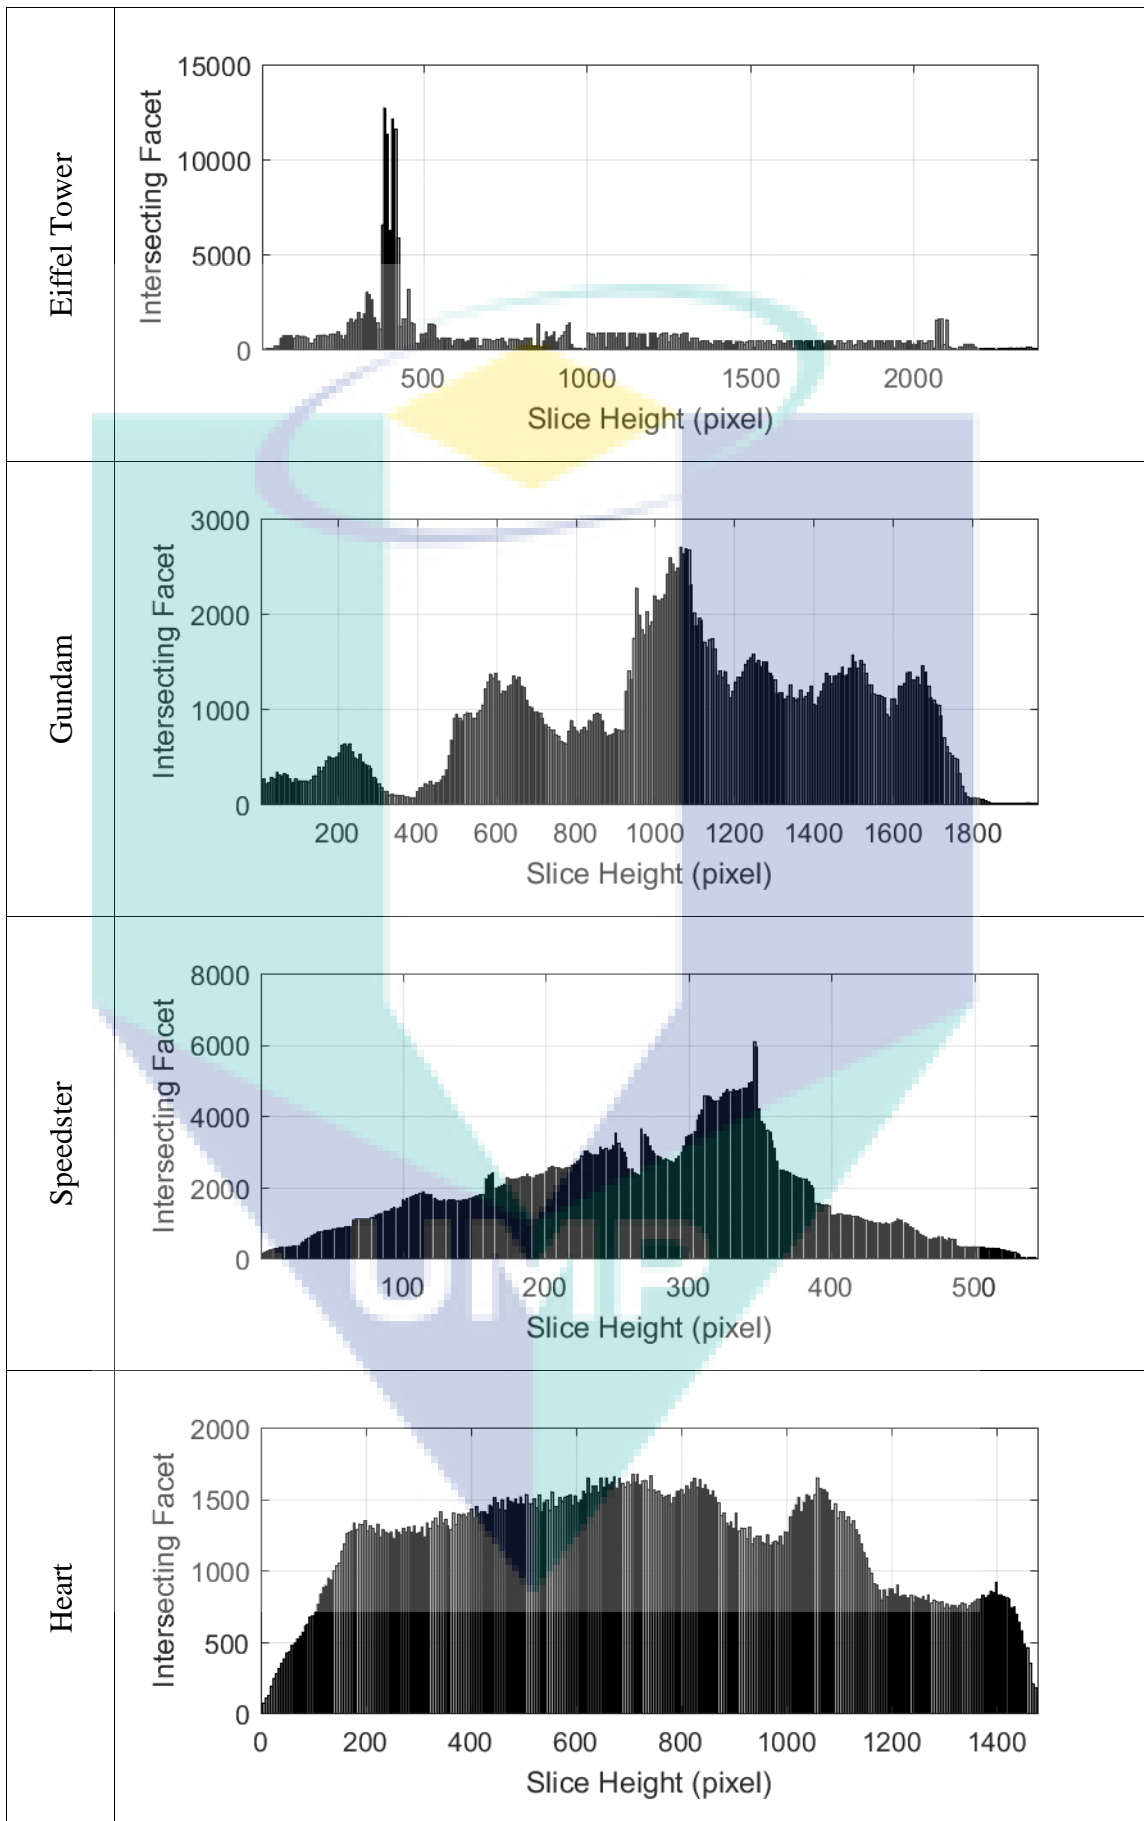 Eiffel Tower
Intersecting Facet
15000
10000
5000
0
500 1000 1500 2000
Slice Height (pixel)
Gundam
Intersecting Facet
3000
2000
1000
0
200 400 600 800 1000 1200 1400 1600 1800
Slice Height (pixel)
Speedster
Intersecting Facet
8000
6000
4000
2000
0
100 200 300 400 500
Slice Height (pixel)
UMP
Heart
Intersecting Facet
2000
1500
1000
500
0
0 200 400 600 800 1000 1200 1400
Slice Height (pixel)